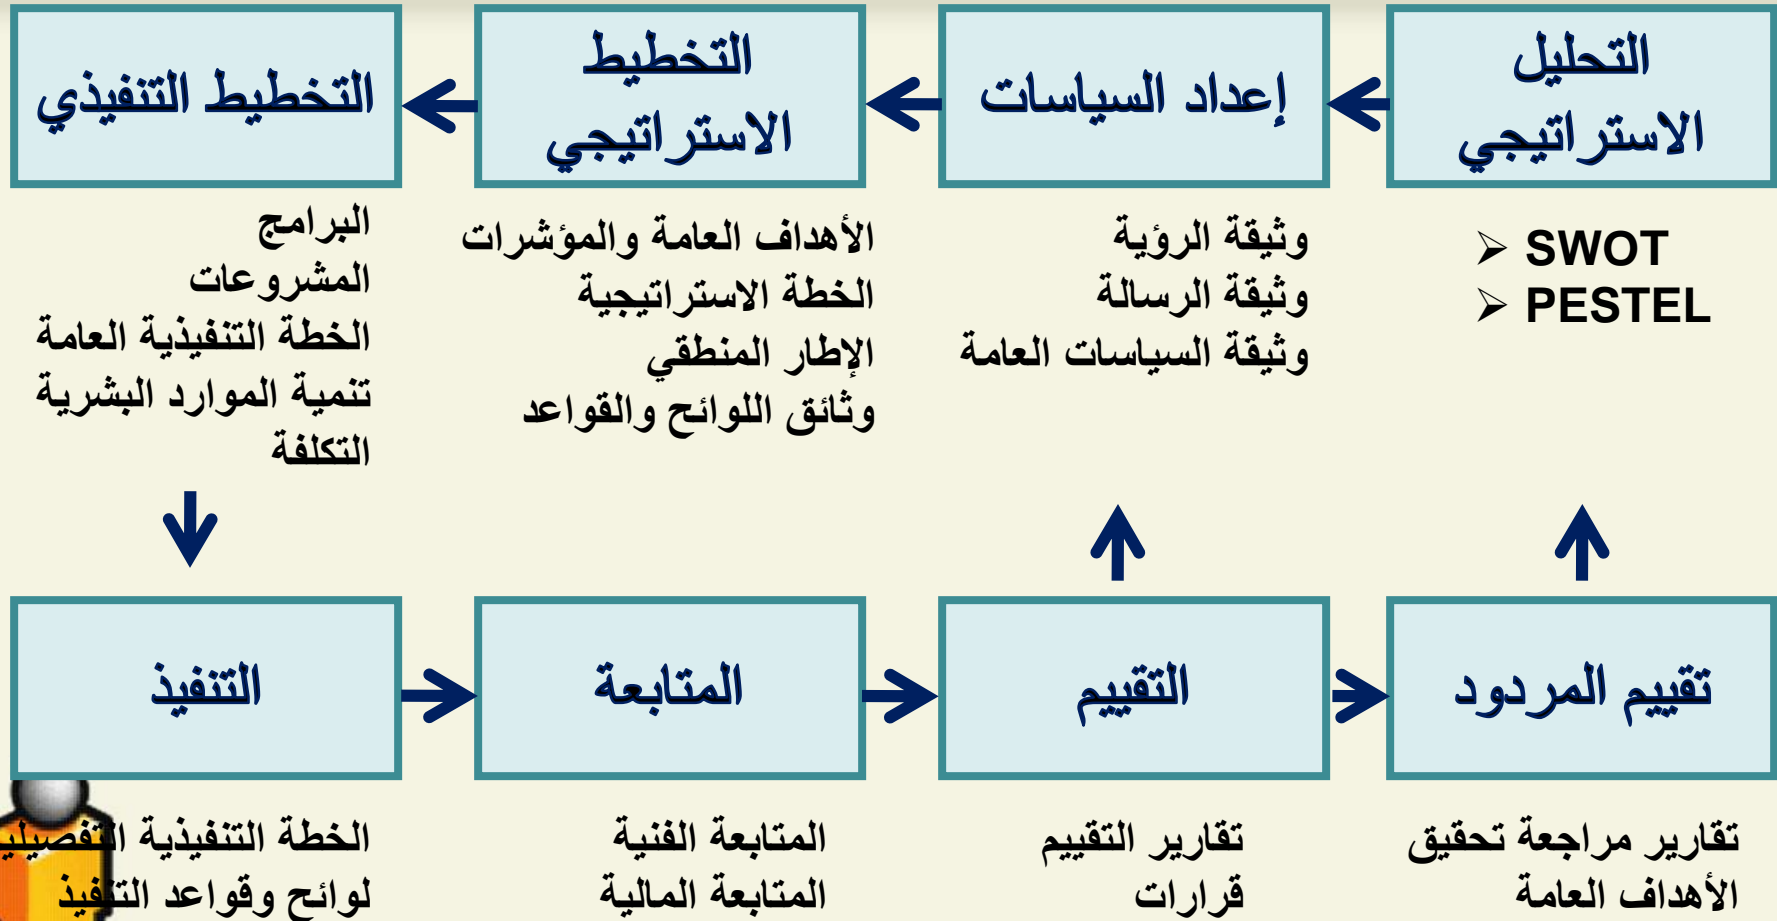 التحليل
الاستراتيجي
SWOT
PESTEL
إعداد السياسات
وثيقة الرؤية
وثيقة الرسالة
وثيقة السياسات العامة
التخطيط
الاستراتيجي
الأهداف العامة والمؤشرات
الخطة الاستراتيجية
الإطار المنطقي
وثائق اللوائح والقواعد
التخطيط التنفيذي
البرامج
المشروعات
الخطة التنفيذية العامة
تنمية الموارد البشرية
التكلفة
التنفيذ
الخطة التنفيذية
لوائح وقواعد التنفيذ
المتابعة
المتابعة الفنية
المتابعة المالية
التقييم
تقارير التقييم
قرارات
تقييم المردود
تقارير مراجعة تحقيق
الأهداف العامة